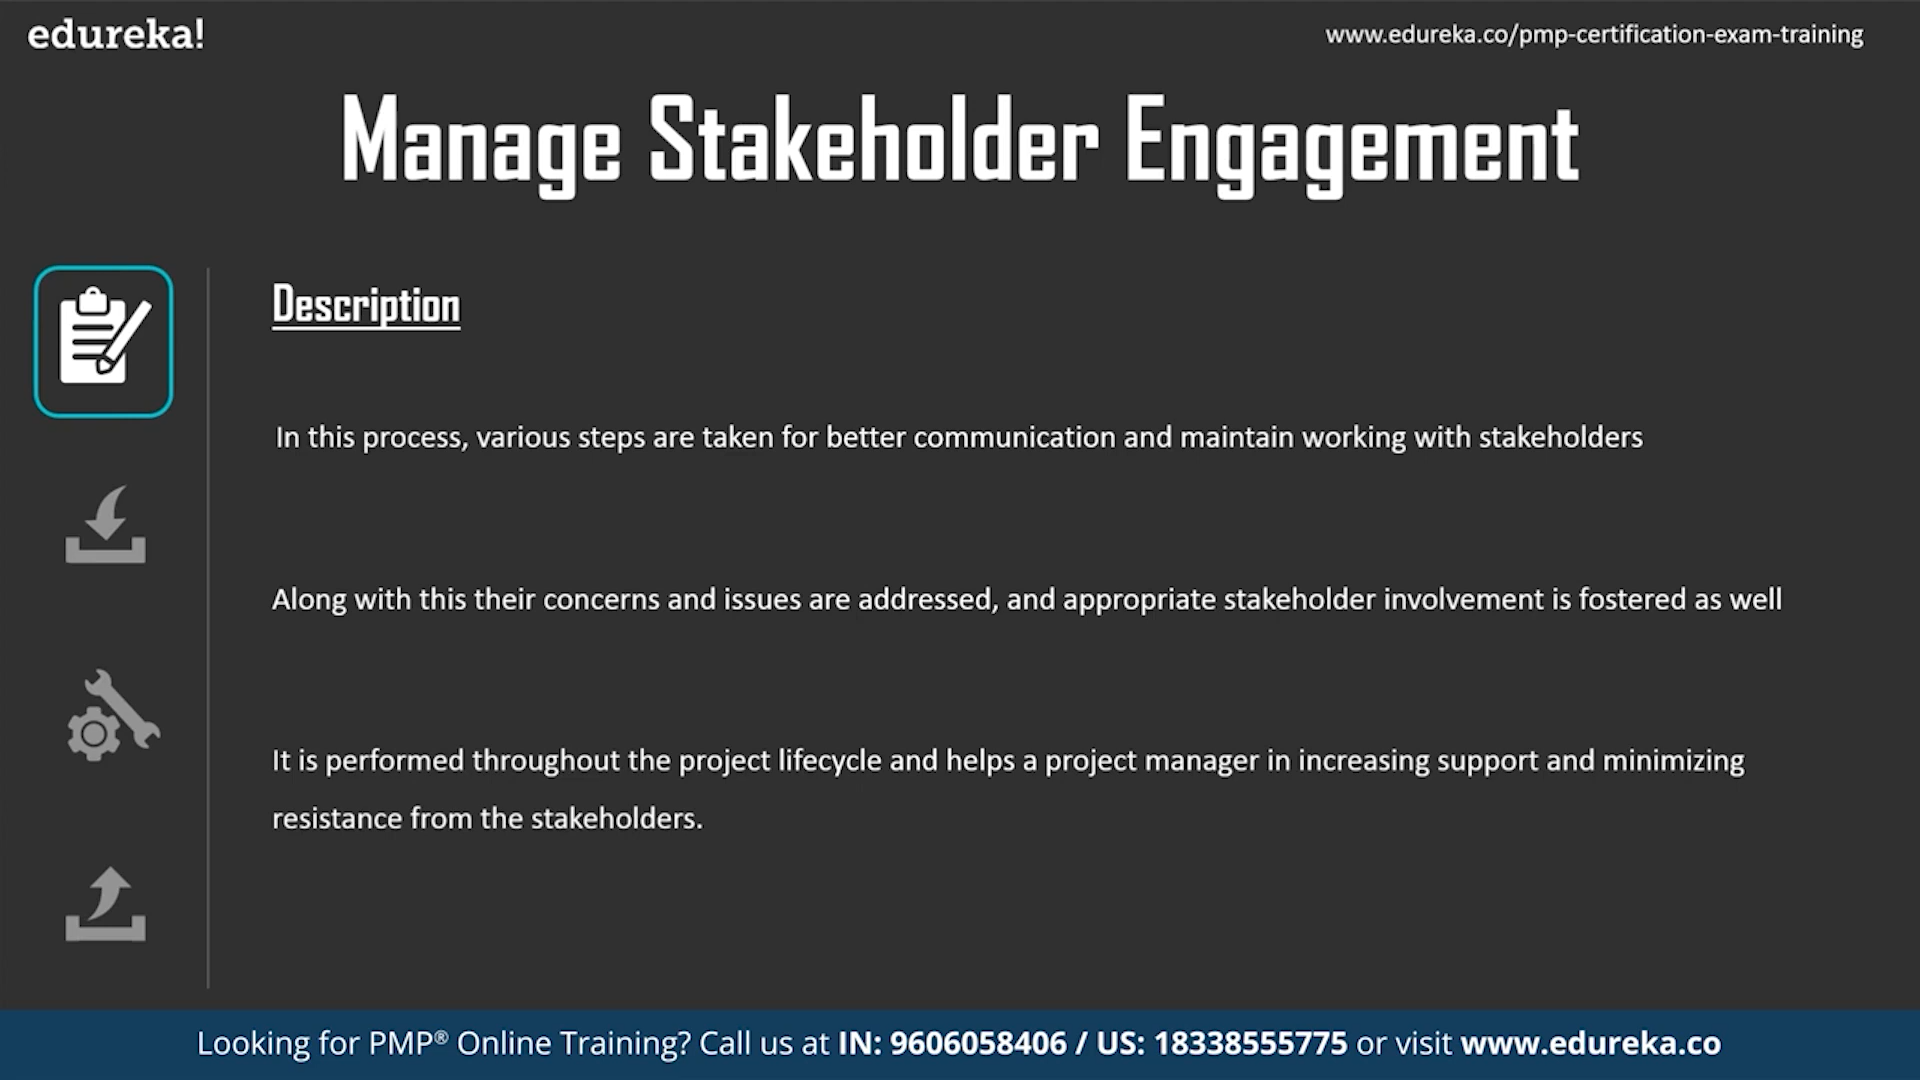 edureka!
www.edureka.co/pmp-certification-exam-training
Manage Stakeholder Engagement
Description
In this process, various steps are taken for better communication and maintain working with stakeholders
Along with this their concerns and issues are addressed, and appropriate stakeholder involvement is fostered as well
It is performed throughout the project lifecycle and helps a project manager in increasing support and minimizing
resistance from the stakeholders.
Looking for PMP® Online Training? Call us at IN: 9606058406 / US: 18338555775 or visit www.edureka.co